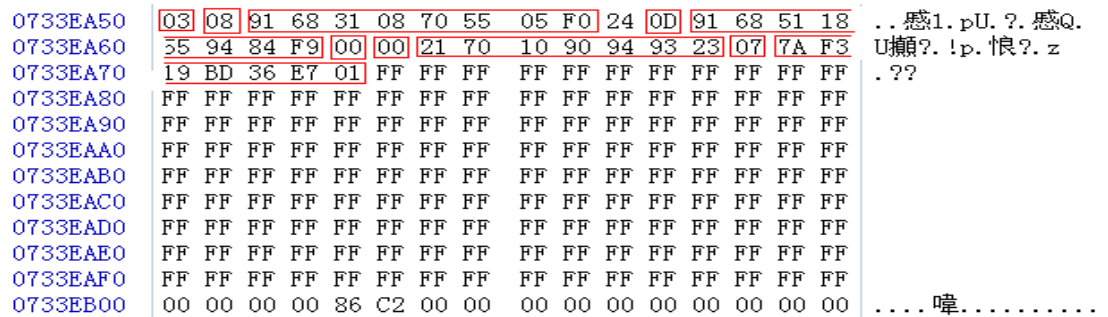 0733EA50 03 08 91 68 31 08 70 55 05 F0 24 0D 91 68 51 18 ..慼1.pU.?.慼Q.
0733EA60 55 94 84 F9 00 00 21 70 10 90 94 93 23 07 7A F3 U攧?.!p.悢?.z
0733EA70 19 BD 36 E7 01 FF FF FF FF FF FF FF FF FF FF FF .??
0733EA80 FF FF FF FF FF FF FF FF FF FF FF FF FF FF FF FF
0733EA90 FF FF FF FF FF FF FF FF FF FF FF FF FF FF FF FF
0733EAA0 FF FF FF FF FF FF FF FF FF FF FF FF FF FF FF FF
0733EAB0 FF FF FF FF FF FF FF FF FF FF FF FF FF FF FF FF
0733EAC0 FF FF FF FF FF FF FF FF FF FF FF FF FF FF FF FF
0733EAD0 FF FF FF FF FF FF FF FF FF FF FF FF FF FF FF FF
0733EAE0 FF FF FF FF FF FF FF FF FF FF FF FF FF FF FF FF
0733EAF0 FF FF FF FF FF FF FF FF FF FF FF FF FF FF FF FF
0733EB00 00 00 00 00 86 C2 00 00 00 00 00 00 00 00 00 00 ....喡..........